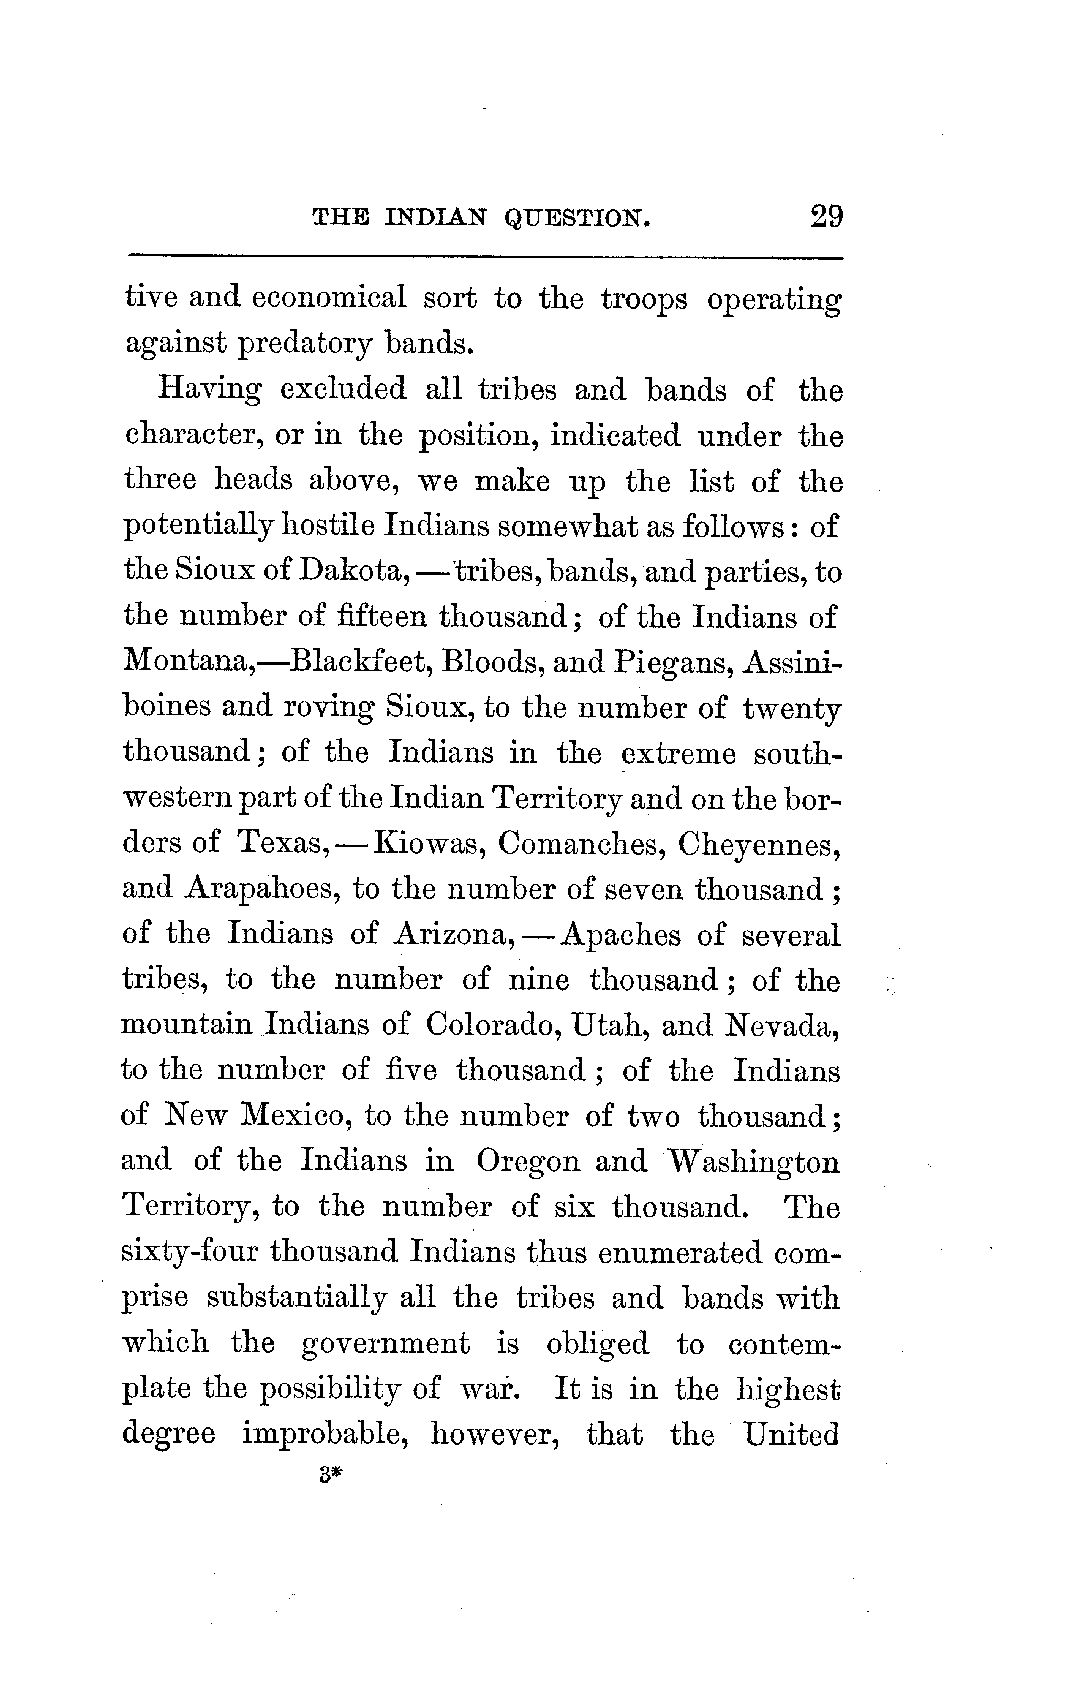 THE INDIAN QUESTION. 29
tive and economical sort to the troops operating
against predatory bands.
Having excluded all tribes and bands of the
character, or in the position, indicated under the
three heads above, we make up the list of the
potentially hostile Indians somewhat as follows: of
the Sioux of Dakota,—tribes, bands, and parties, to
the number of fifteen thousand; of the Indians of
Montana,—Blackfeet, Bloods, and Piegans, Assini-
boines and roving Sioux, to the number of twenty
thousand; of the Indians in the extreme south-
western part of the Indian Territory and on the bor-
ders of Texas,—Kiowas, Comanches, Cheyennes,
and Arapahoes, to the number of seven thousand;
of the Indians of Arizona,—Apaches of several
tribes, to the number of nine thousand; of the
mountain Indians of Colorado, Utah, and Nevada,
to the number of five thousand; of the Indians
of New Mexico, to the number of two thousand;
and of the Indians in Oregon and Washington
Territory, to the number of six thousand. The
sixty-four thousand Indians thus enumerated com-
prise substantially all the tribes and bands with
which the government is obliged to contem-
plate the possibility of war. It is in the highest
degree improbable, however, that the United
3*